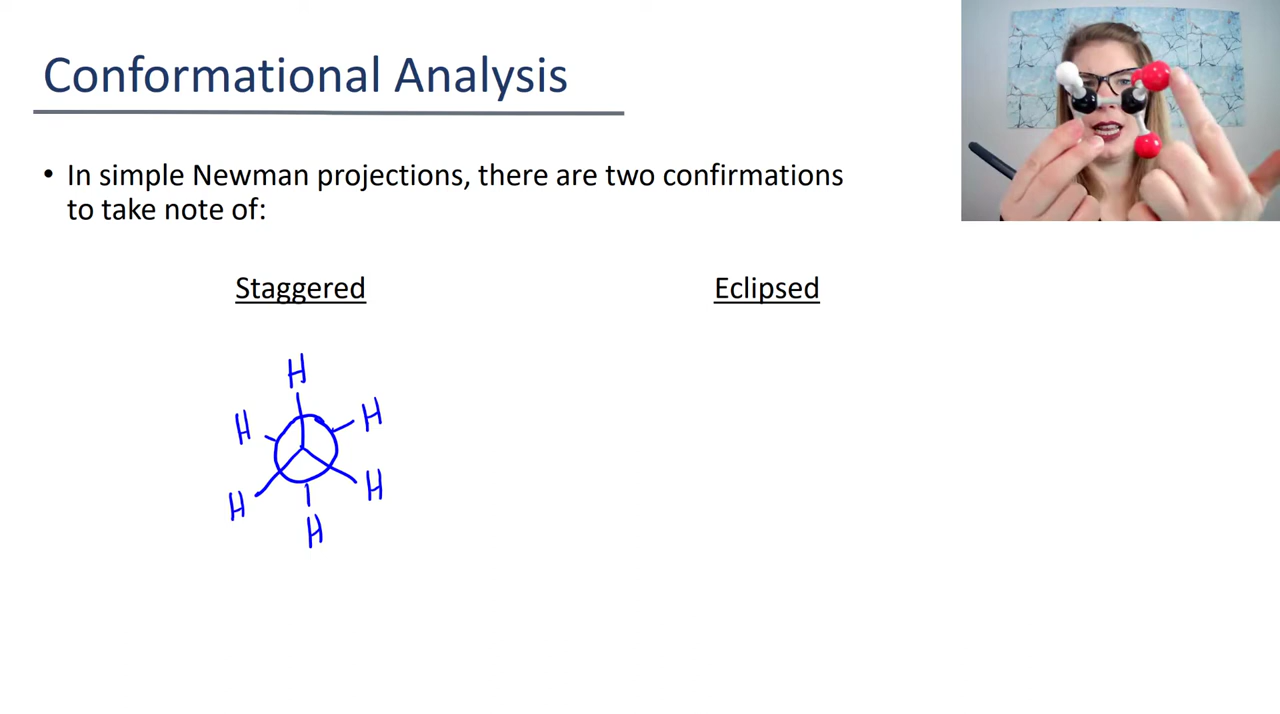 Conformational Analysis
• In simple Newman projections, there are two confirmations
to take note of:
Staggered
Eclipsed
H
H
H
H
H
H